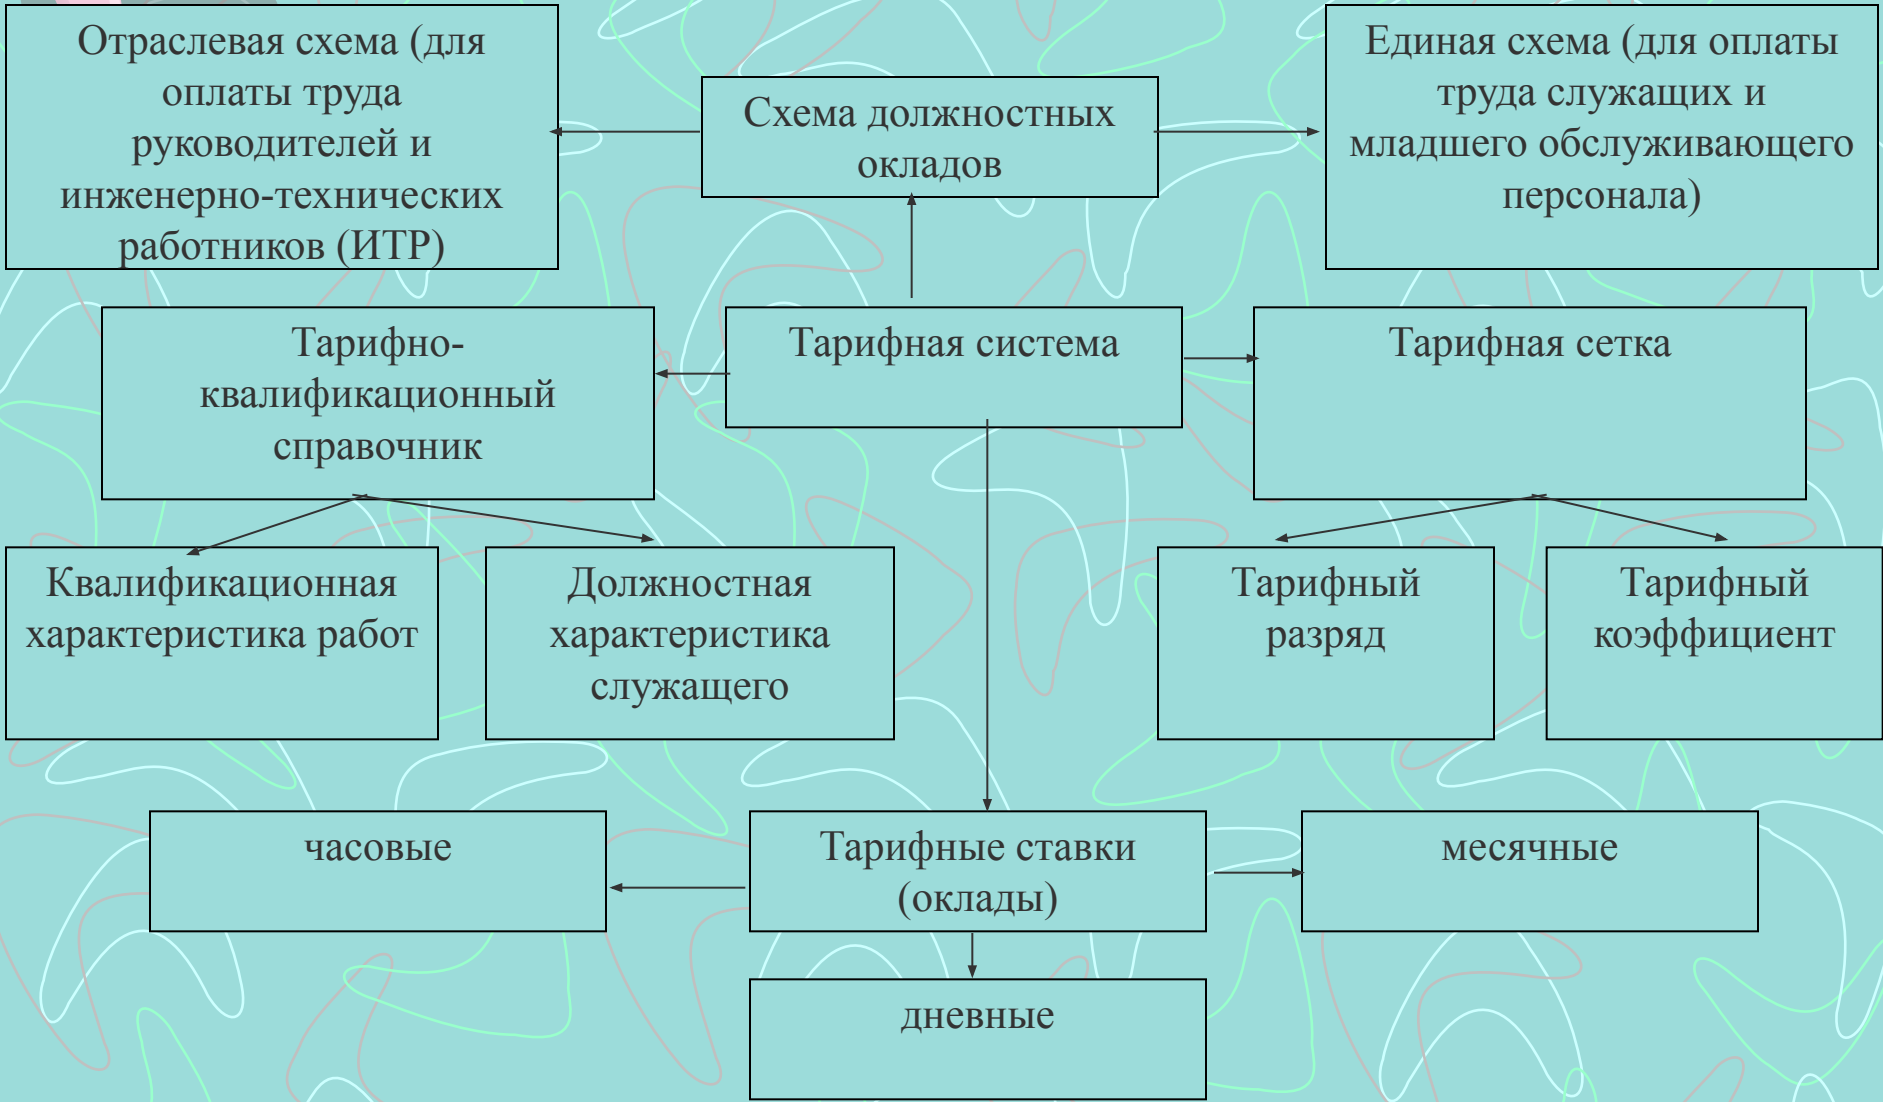 Отраслевая схема (для
оплаты труда
руководителей и
инженерно-технических
работников (ИТР)
Схема должностных
окладов
Единая схема (для оплаты
труда служащих и
младшего обслуживающего
персонала)
Тарифно-
квалификационный
справочник
Тарифная система
Тарифная сетка
Квалификационная
характеристика работ
Должностная
характеристика
служащего
Тарифный
разряд
Тарифный
коэффициент
часовые
Тарифные ставки
(оклады)
месячные
дневные